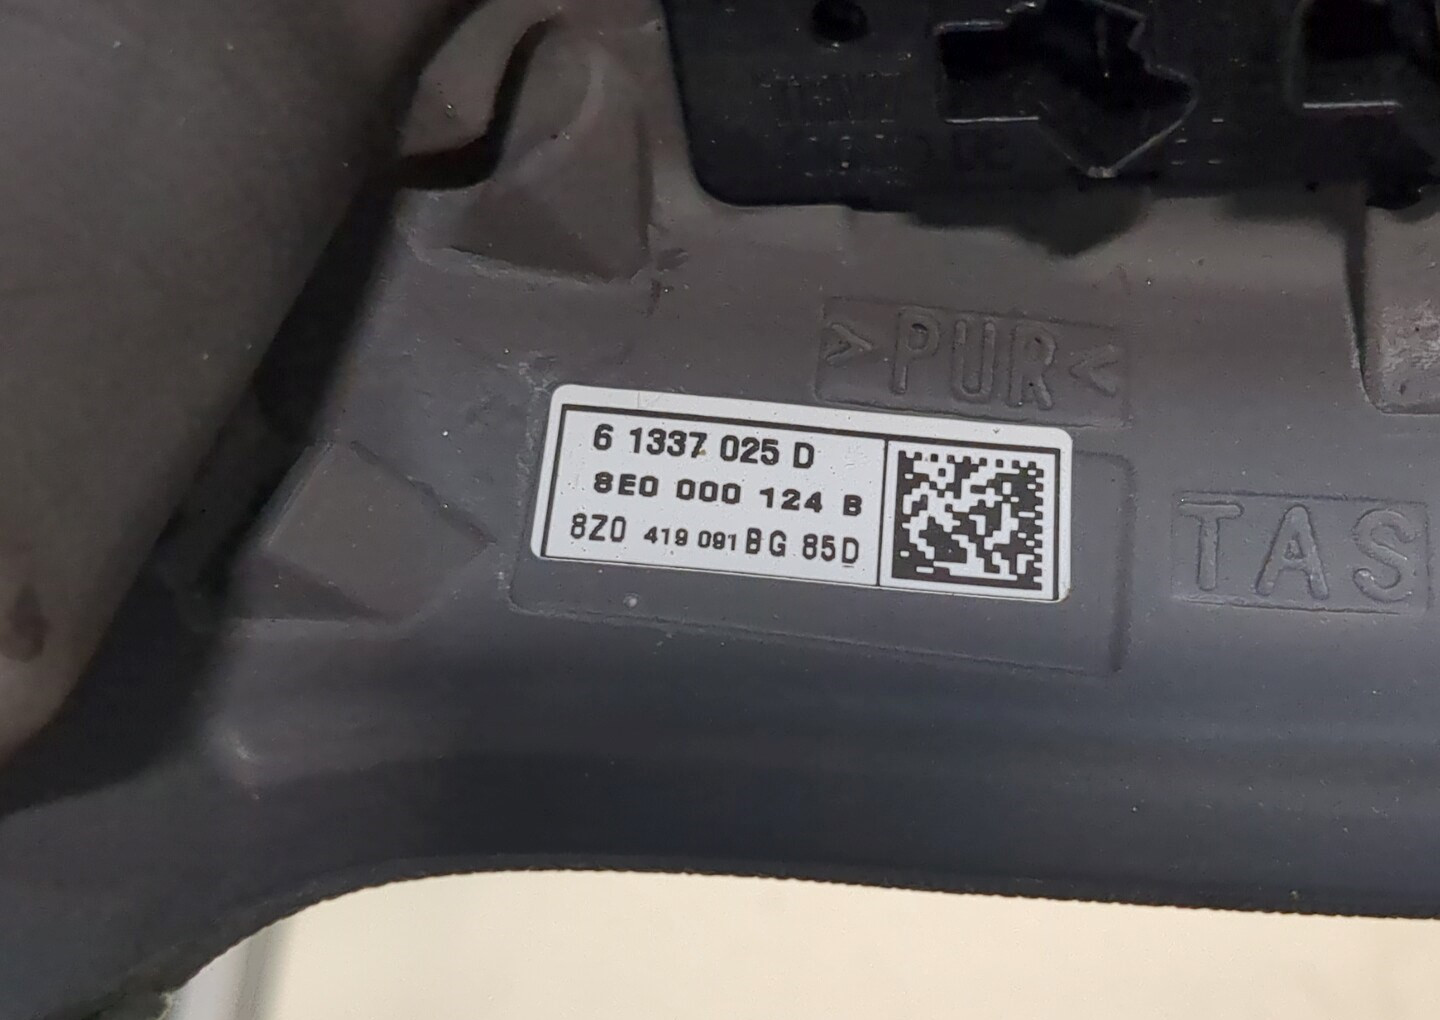 >PUR<
6 1337 025 D
8E0 000 124 B
8Z0 419 091 BG 85D
TAS